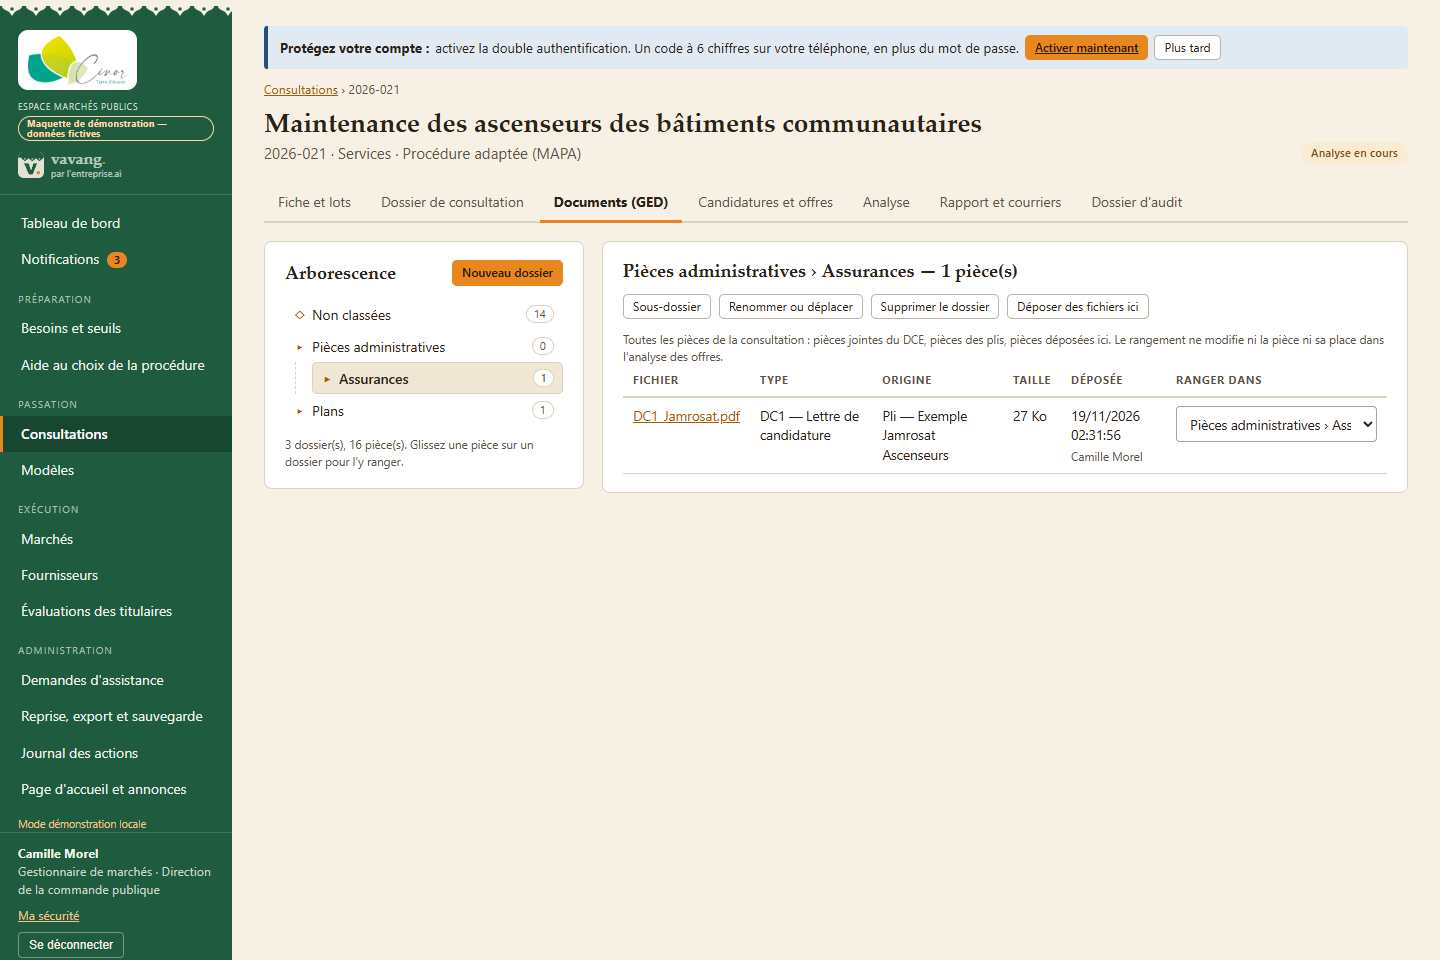 Cinor
Terre d'Avenir
ESPACE MARCHÉS PUBLICS
Maquette de démonstration —
données fictives
vavang.
par l'entreprise.ai
Tableau de bord
Notifications 3
PRÉPARATION
Besoins et seuils
Aide au choix de la procédure
PASSATION
Consultations
Modèles
EXÉCUTION
Marchés
Fournisseurs
Évaluations des titulaires
ADMINISTRATION
Demandes d'assistance
Reprise, export et sauvegarde
Journal des actions
Page d'accueil et annonces
Mode démonstration locale
Camille Morel
Gestionnaire de marchés · Direction
de la commande publique
Ma sécurité
Se déconnecter
Protégez votre compte : activez la double authentification. Un code à 6 chiffres sur votre téléphone, en plus du mot de passe. Activer maintenant Plus tard
Consultations › 2026-021
Maintenance des ascenseurs des bâtiments communautaires
2026-021 · Services · Procédure adaptée (MAPA)
Analyse en cours
Fiche et lots Dossier de consultation Documents (GED) Candidatures et offres Analyse Rapport et courriers Dossier d'audit
Arborescence Nouveau dossier
Non classées 14
Pièces administratives 0
Assurances 1
Plans 1
3 dossier(s), 16 pièce(s). Glissez une pièce sur un
dossier pour l'y ranger.
Pièces administratives › Assurances — 1 pièce(s)
Sous-dossier Renommer ou déplacer Supprimer le dossier Déposer des fichiers ici
Toutes les pièces de la consultation : pièces jointes du DCE, pièces des plis, pièces déposées ici. Le rangement ne modifie ni la pièce ni sa place dans
l'analyse des offres.
FICHIER TYPE ORIGINE TAILLE DÉPOSÉE RANGER DANS
DC1_Jamrosat.pdf DC1 — Lettre de candidature Pli — Exemple Jamrosat Ascenseurs 27 Ko 19/11/2026 02:31:56 Camille Morel Pièces administratives › Ass